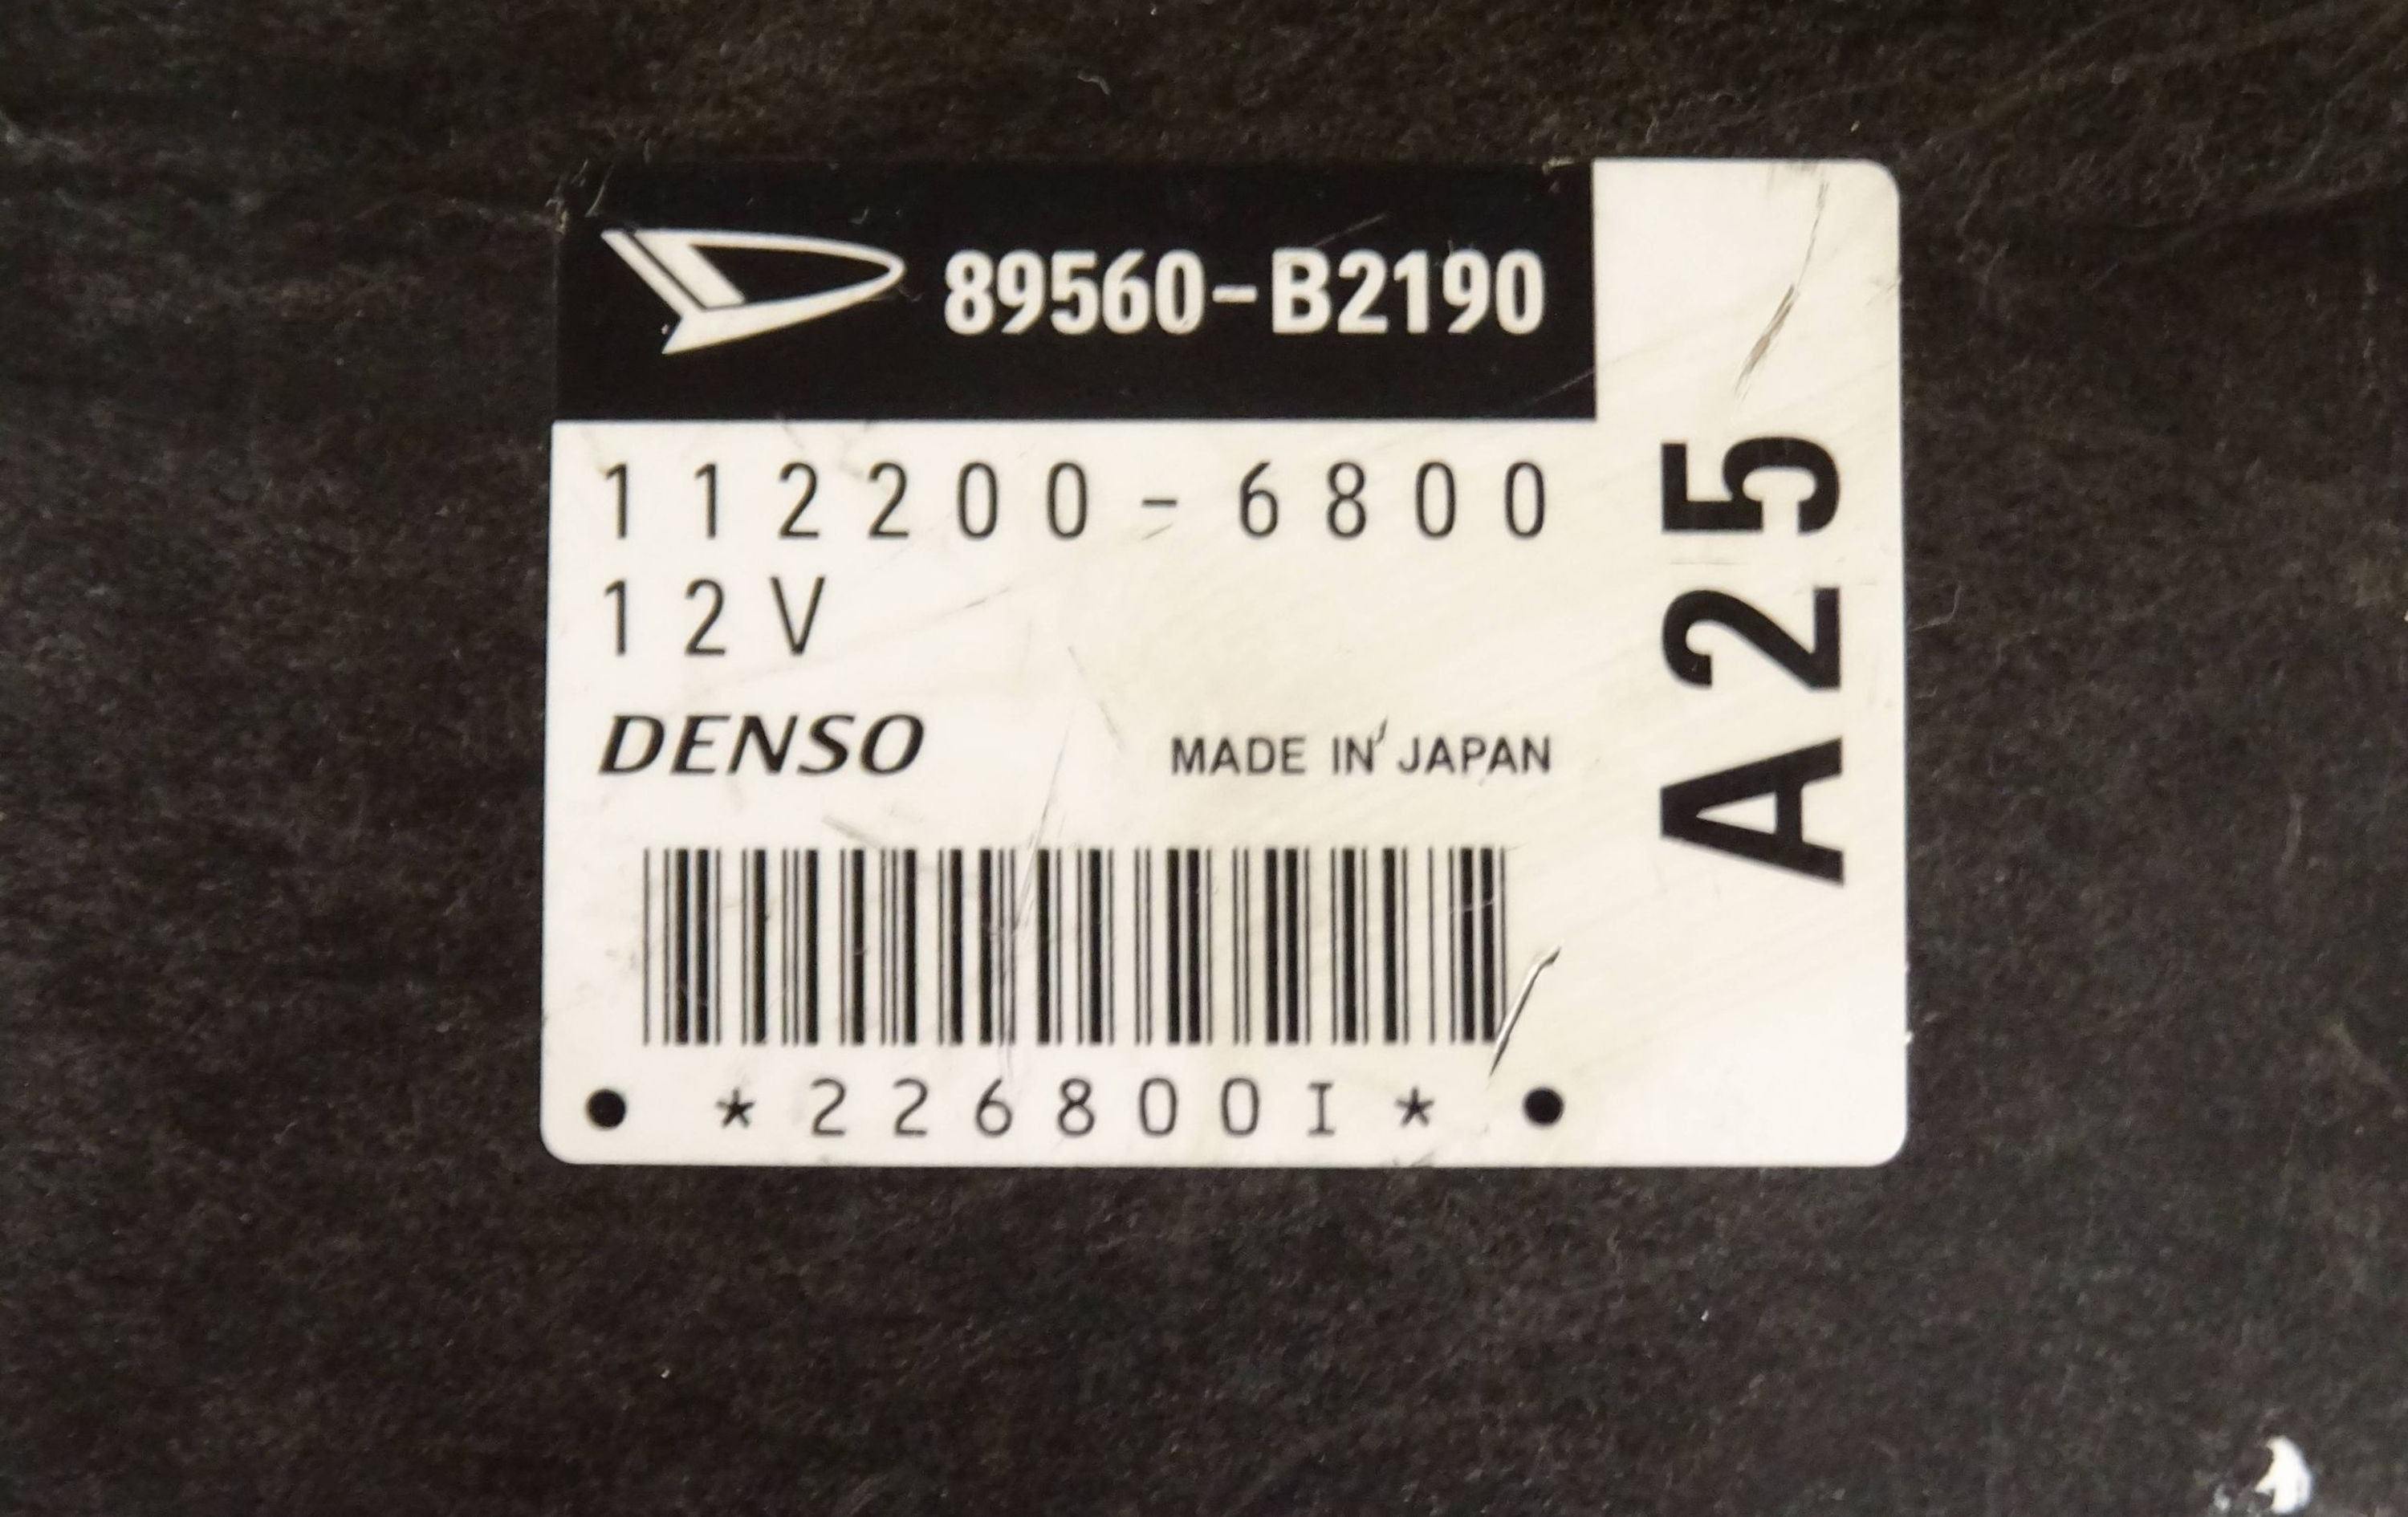 89560-B2190
112200-6800
12V
DENSO MADE IN JAPAN
*226800I*
A25